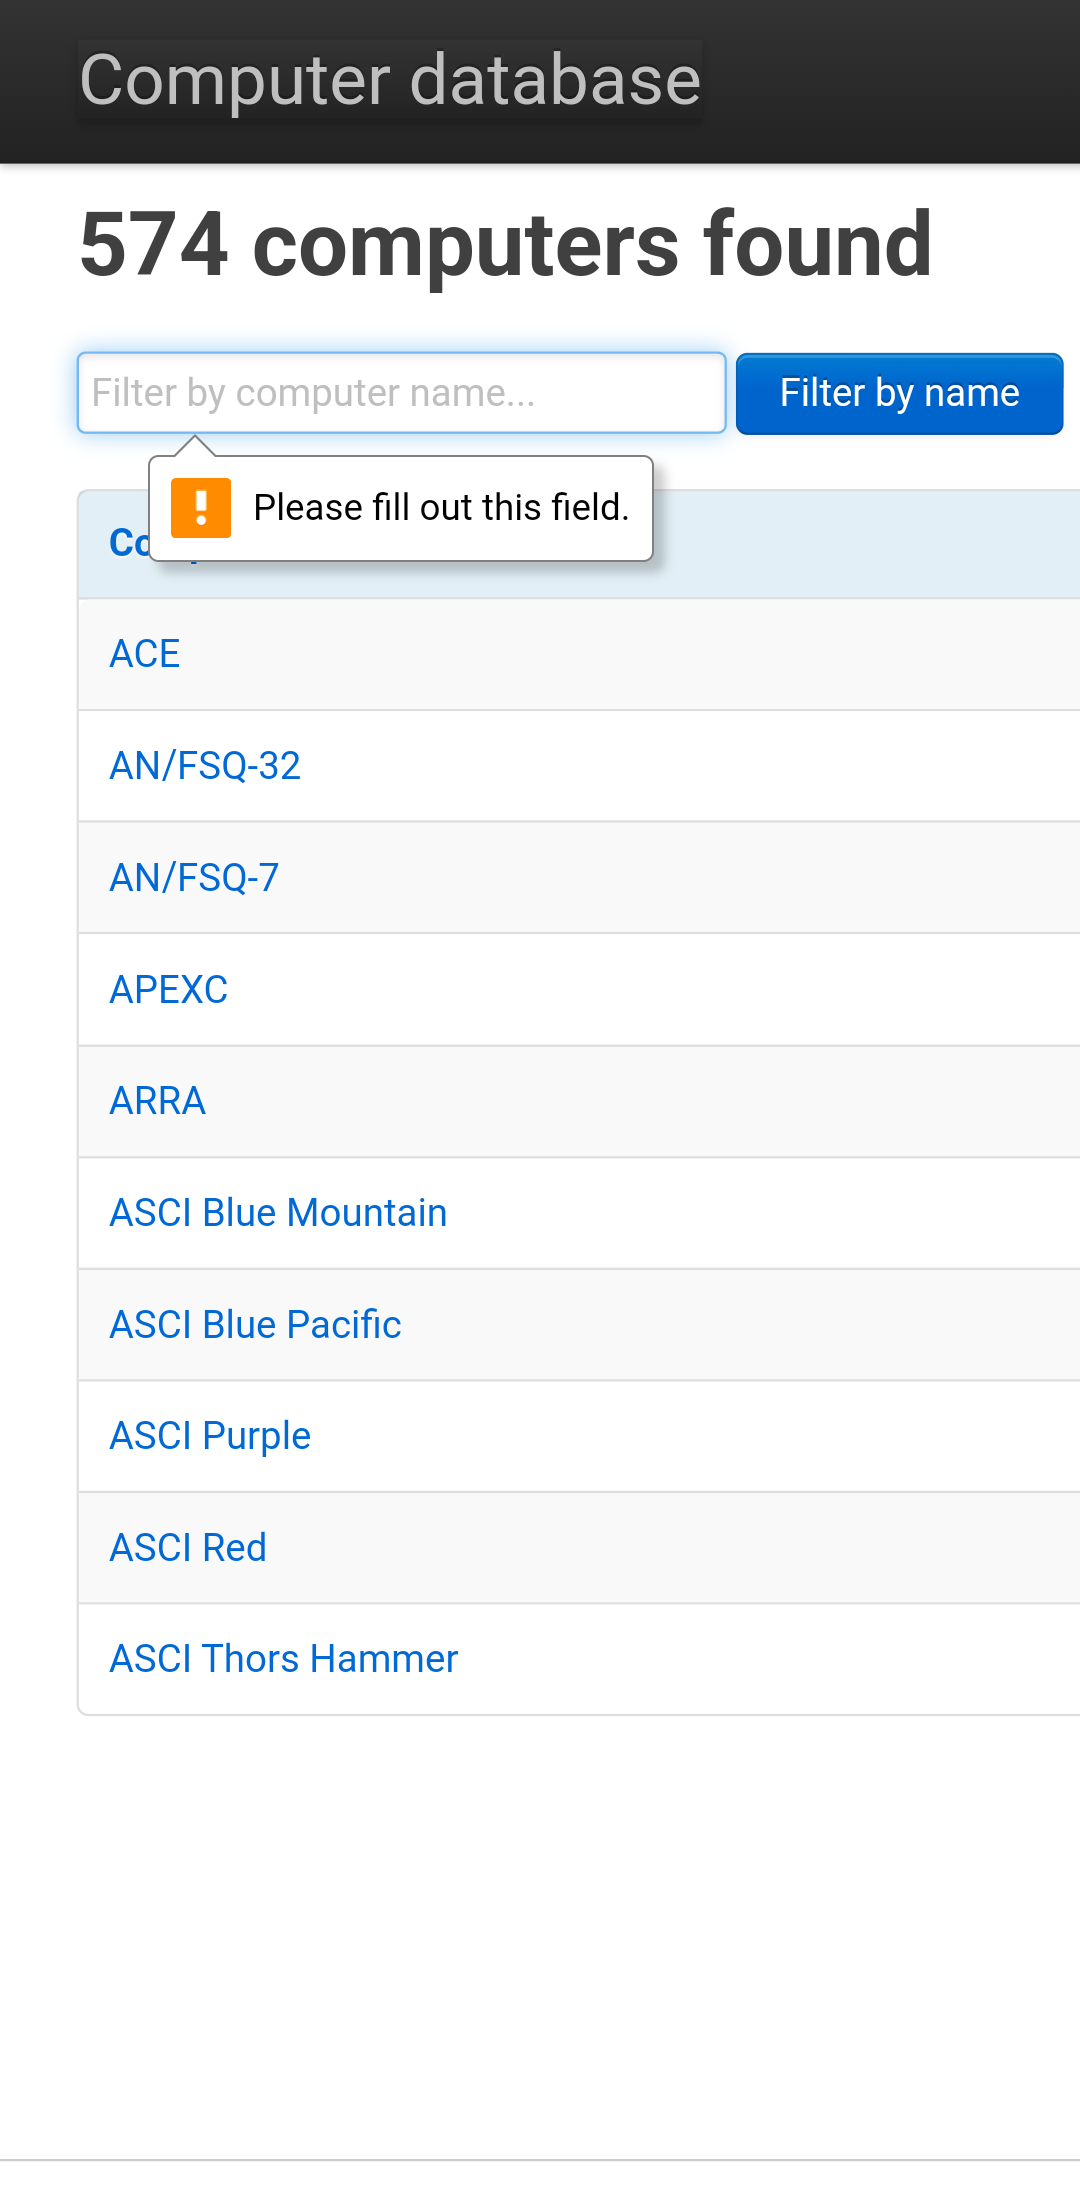 Computer database
574 computers found
Filter by computer name...
Filter by name
Please fill out this field.
ACE
AN/FSQ-32
AN/FSQ-7
APEXC
ARRA
ASCI Blue Mountain
ASCI Blue Pacific
ASCI Purple
ASCI Red
ASCI Thors Hammer